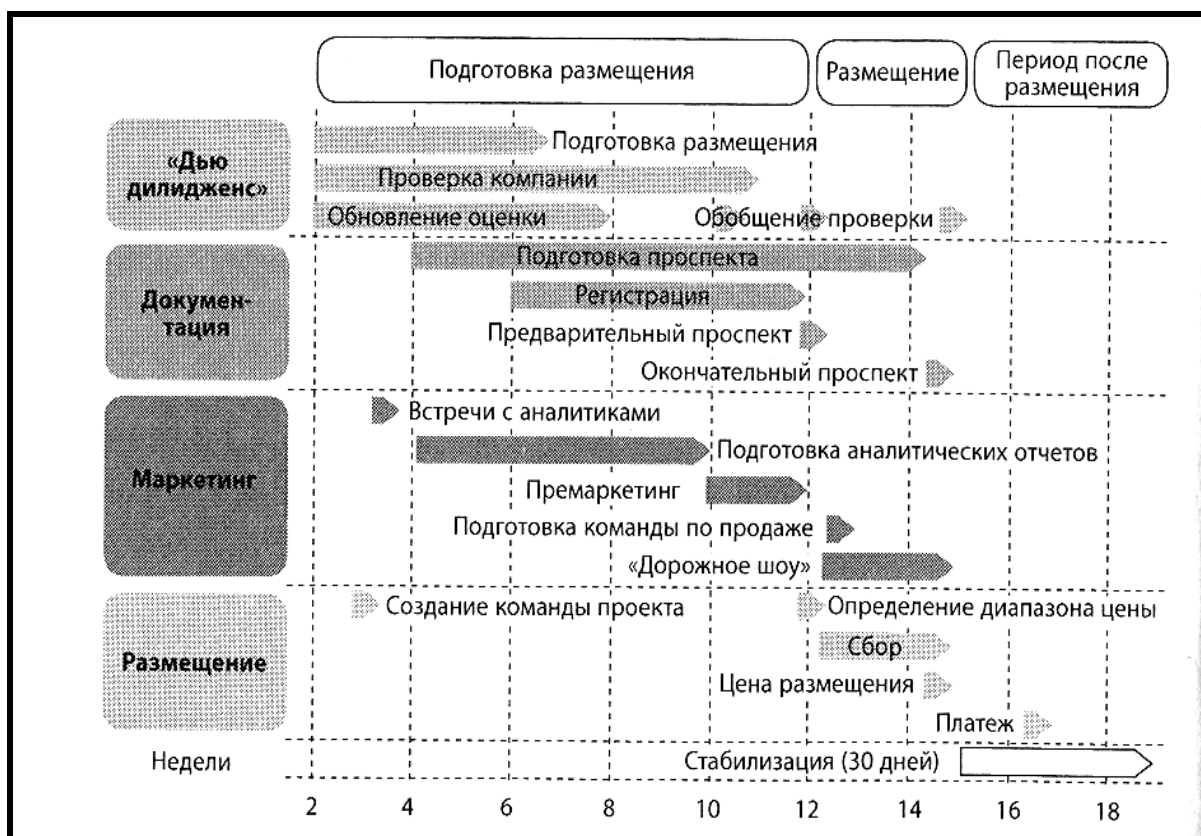 Подготовка размещения
Размещение
Период после
размещения
«Дью
дилидженс»
Подготовка размещения
Проверка компании
Обновление оценки
Обобщение проверки
Докумен-
тация
Подготовка проспекта
Регистрация
Предварительный проспект
Окончательный проспект
Маркетинг
Встречи с аналитиками
Подготовка аналитических отчетов
Премаркетинг
Подготовка команды по продаже
«Дорожное шоу»
Размещение
Создание команды проекта
Определение диапазона цены
Сбор
Цена размещения
Платеж
Недели
Стабилизация (30 дней)
2 4 6 8 10 12 14 16 18